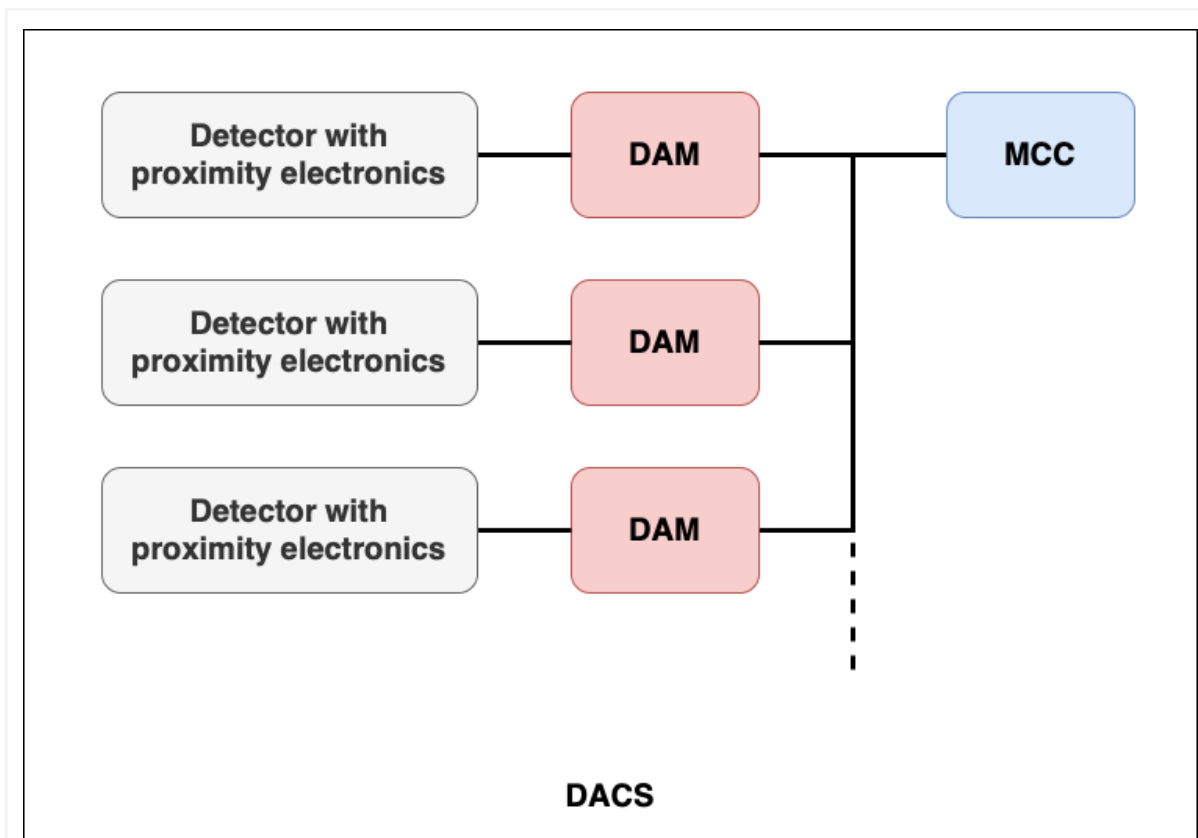 Detector with
proximity electronics
DAM
MCC
Detector with
proximity electronics
DAM
Detector with
proximity electronics
DAM
DACS